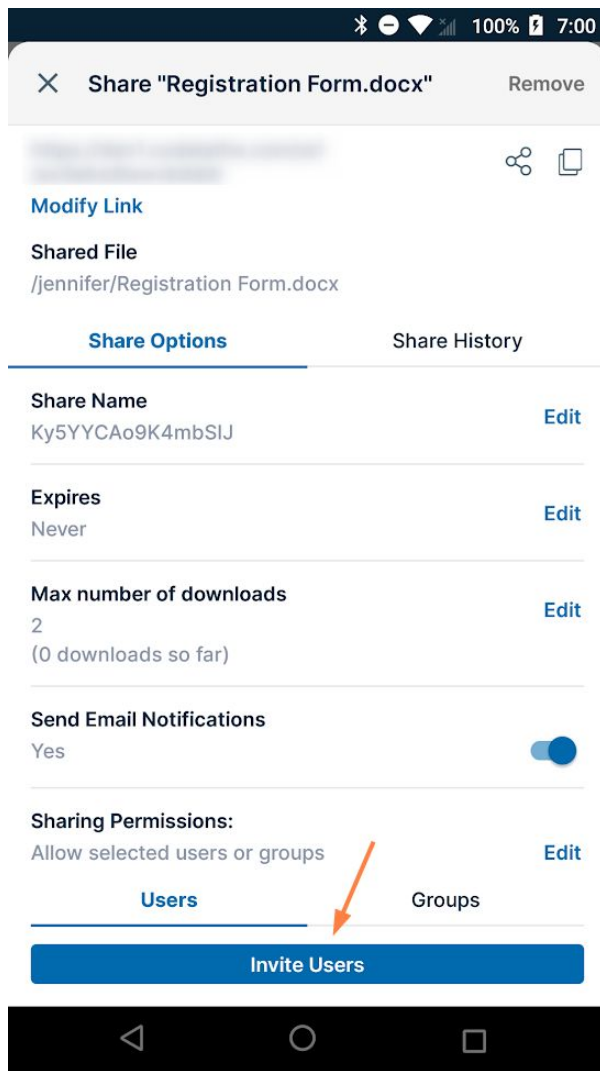 100% 7:00
Share "Registration Form.docx" Remove
Modify Link
Shared File
/jennifer/Registration Form.docx
Share Options Share History
Share Name
Ky5YYCAo9K4mbSIJ Edit
Expires
Never Edit
Max number of downloads
2 Edit
(0 downloads so far)
Send Email Notifications
Yes
Sharing Permissions:
Allow selected users or groups Edit
Users Groups
Invite Users